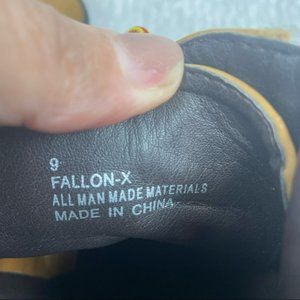 9
FALLON-X
ALL MAN MADE MATERIALS
MADE IN CHINA